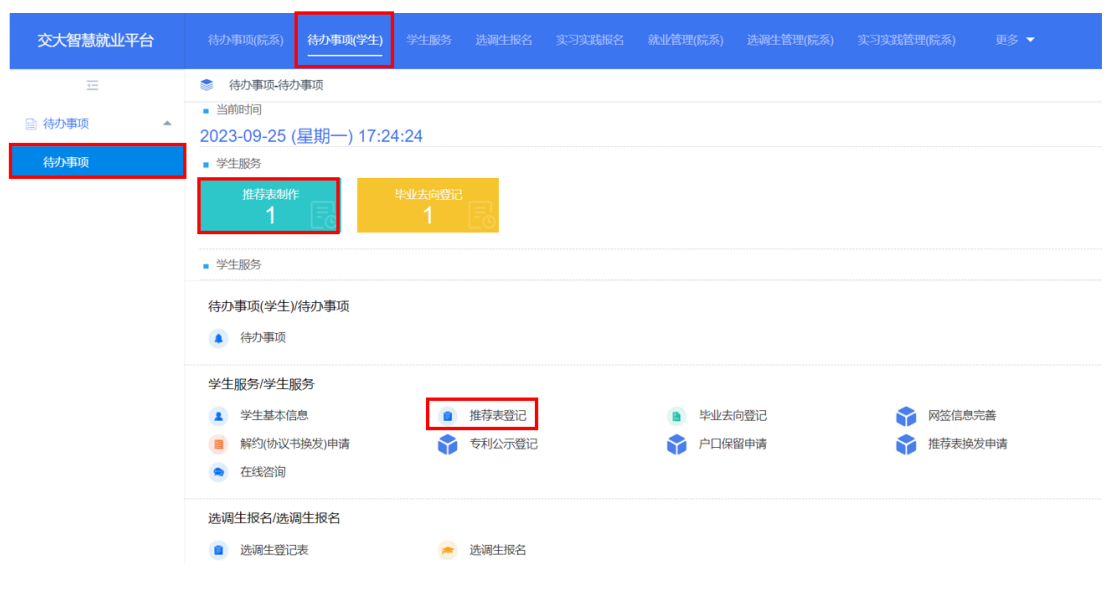 交大智慧就业平台 待办事项(院系) 待办事项(学生) 学生服务 选调生报名 实习实践报名 就业管理(院系) 选调生管理(院系) 实习实践管理(院系) 更多
待办事项-待办事项
待办事项
待办事项
当前时间
2023-09-25 (星期一) 17:24:24
学生服务
推荐表制作 毕业去向登记
1 1
学生服务
待办事项(学生)/待办事项
待办事项
学生服务/学生服务
学生基本信息 推荐表登记 毕业去向登记 网签信息完善
解约(协议书换发)申请 专利公示登记 户口保留申请 推荐表换发申请
在线咨询
选调生报名/选调生报名
选调生登记表 选调生报名